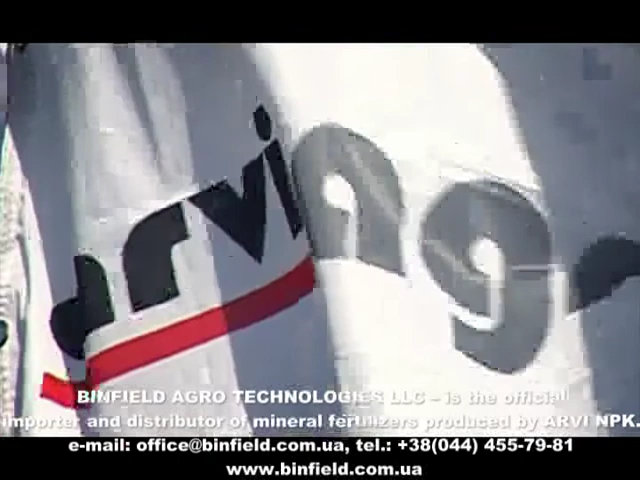 arvi ag
BINFIELD AGRO TECHNOLOGIES LLC – is the official
importer and distributor of mineral fertilizers produced by ARVI NPK.
e-mail: office@binfield.com.ua, tel.: +38(044) 455-79-81
www.binfield.com.ua